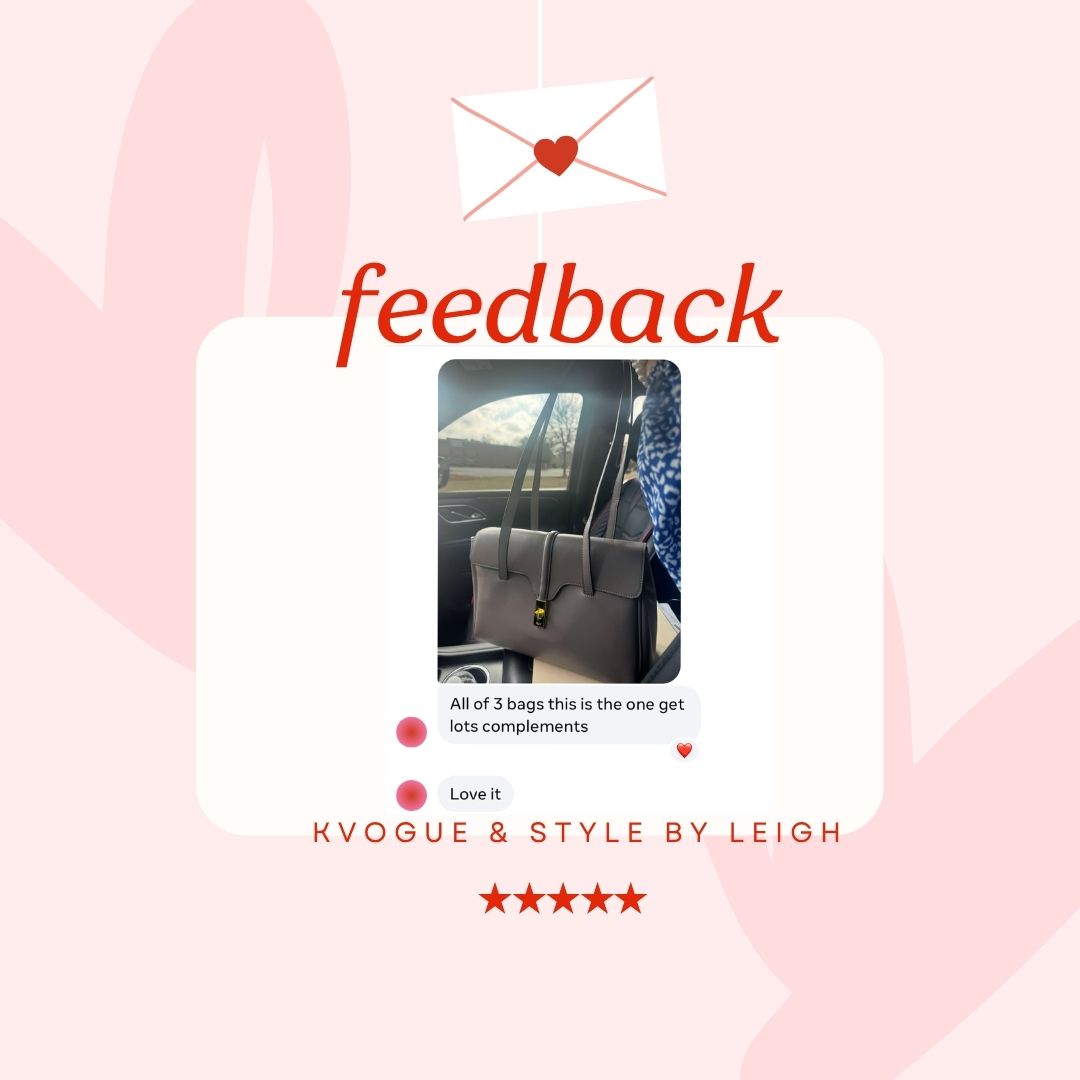 feedback
All of 3 bags this is the one get
lots complements
Love it
KVOGUE & STYLE BY LEIGH